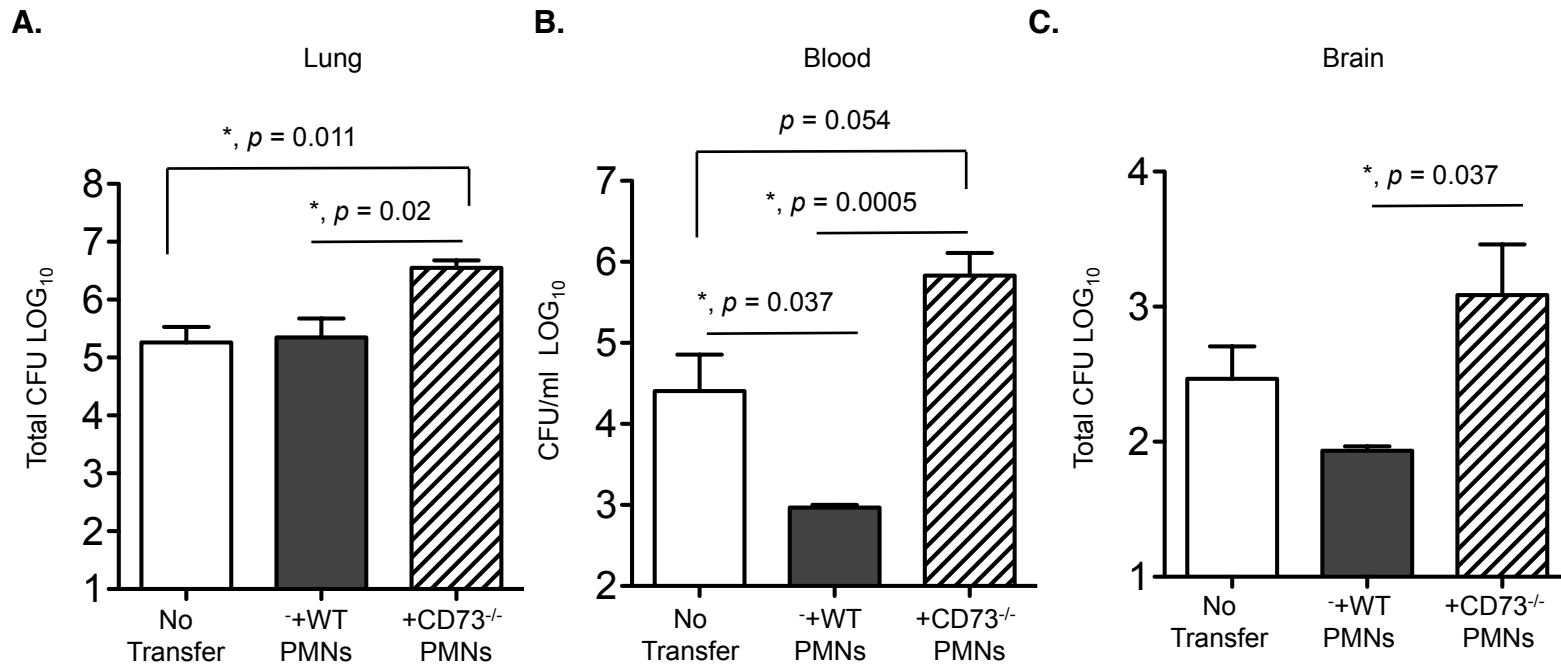 A.
Lung
*, p = 0.011
*, p = 0.02
8
7
6
5
4
3
2
1
Total CFU LOG10
No
Transfer
-+WT
PMNs
+CD73-/-
PMNs
B.
Blood
p = 0.054
*, p = 0.0005
*, p = 0.037
7
6
5
4
3
2
CFU/ml LOG10
No
Transfer
-+WT
PMNs
+CD73-/-
PMNs
C.
Brain
*, p = 0.037
4
3
2
1
Total CFU LOG10
No
Transfer
-+WT
PMNs
+CD73-/-
PMNs